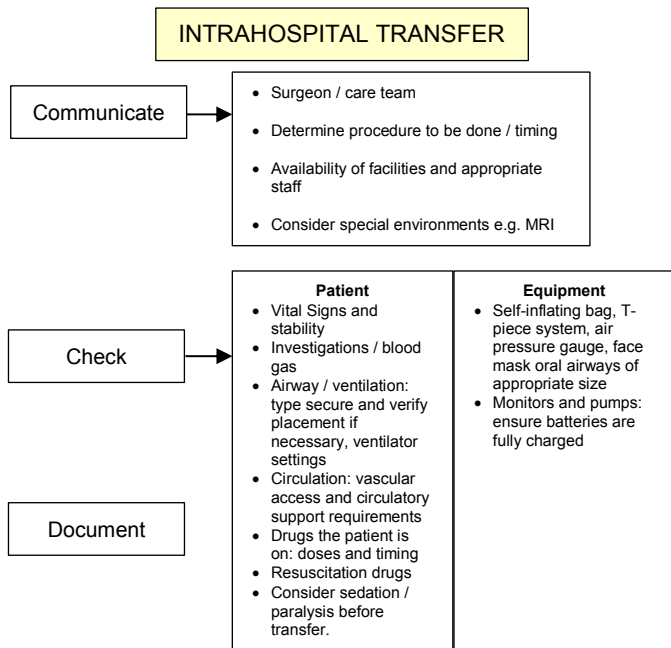 INTRAHOSPITAL TRANSFER
Communicate
• Surgeon / care team
• Determine procedure to be done / timing
• Availability of facilities and appropriate
staff
• Consider special environments e.g. MRI
Check
Patient
• Vital Signs and
stability
• Investigations / blood
gas
• Airway / ventilation:
type secure and verify
placement if
necessary, ventilator
settings
• Circulation: vascular
access and circulatory
support requirements
• Drugs the patient is
on: doses and timing
• Resuscitation drugs
• Consider sedation /
paralysis before
transfer.
Equipment
• Self-inflating bag, T-
piece system, air
pressure gauge, face
mask oral airways of
appropriate size
• Monitors and pumps:
ensure batteries are
fully charged
Document